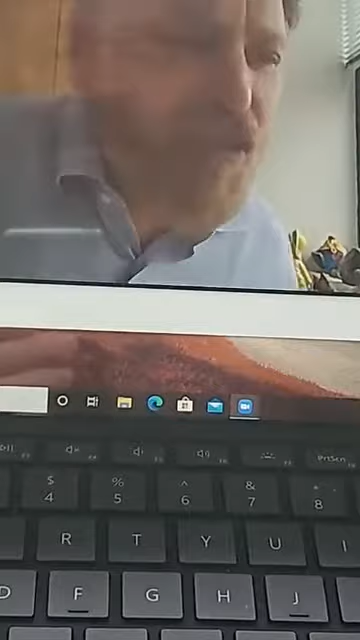 PrtScn
$ % ^ & *
4 5 6 7 8
R T Y U I
D F G H J